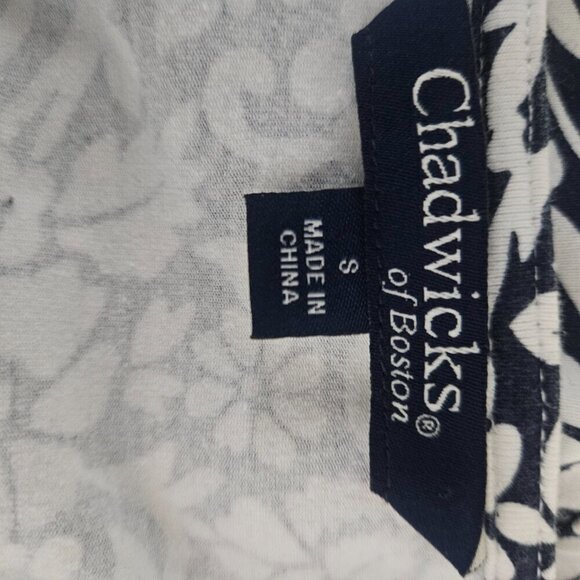 Chadwicks®
of Boston
S
MADE IN
CHINA